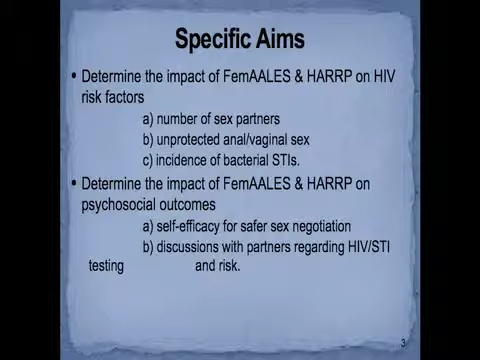 Specific Aims
• Determine the impact of FemAALES & HARRP on HIV
risk factors
a) number of sex partners
b) unprotected anal/vaginal sex
c) incidence of bacterial STIs.
• Determine the impact of FemAALES & HARRP on
psychosocial outcomes
a) self-efficacy for safer sex negotiation
b) discussions with partners regarding HIV/STI
testing and risk.
3